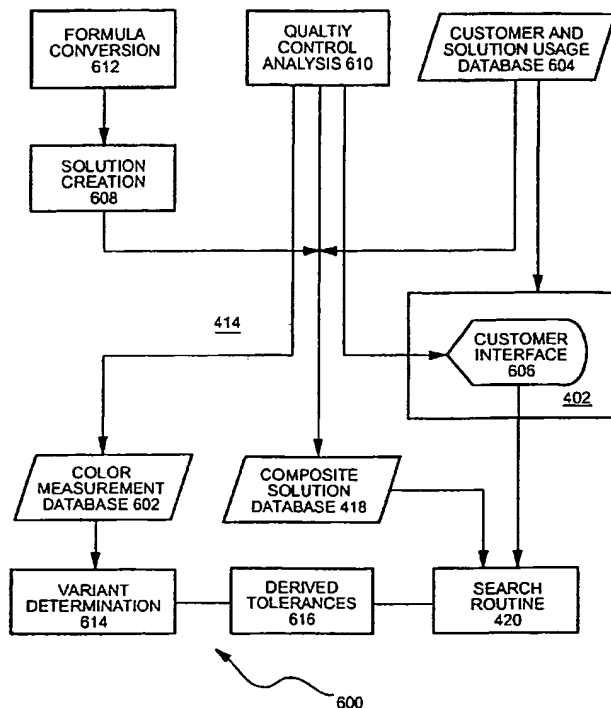 FORMULA
CONVERSION
612
QUALTIY
CONTROL
ANALYSIS 610
CUSTOMER AND
SOLUTION USAGE
DATABASE 604
SOLUTION
CREATION
608
414
CUSTOMER
INTERFACE
606
402
COLOR
MEASUREMENT
DATABASE 602
COMPOSITE
SOLUTION
DATABASE 418
VARIANT
DETERMINATION
614
DERIVED
TOLERANCES
616
SEARCH
ROUTINE
420
600